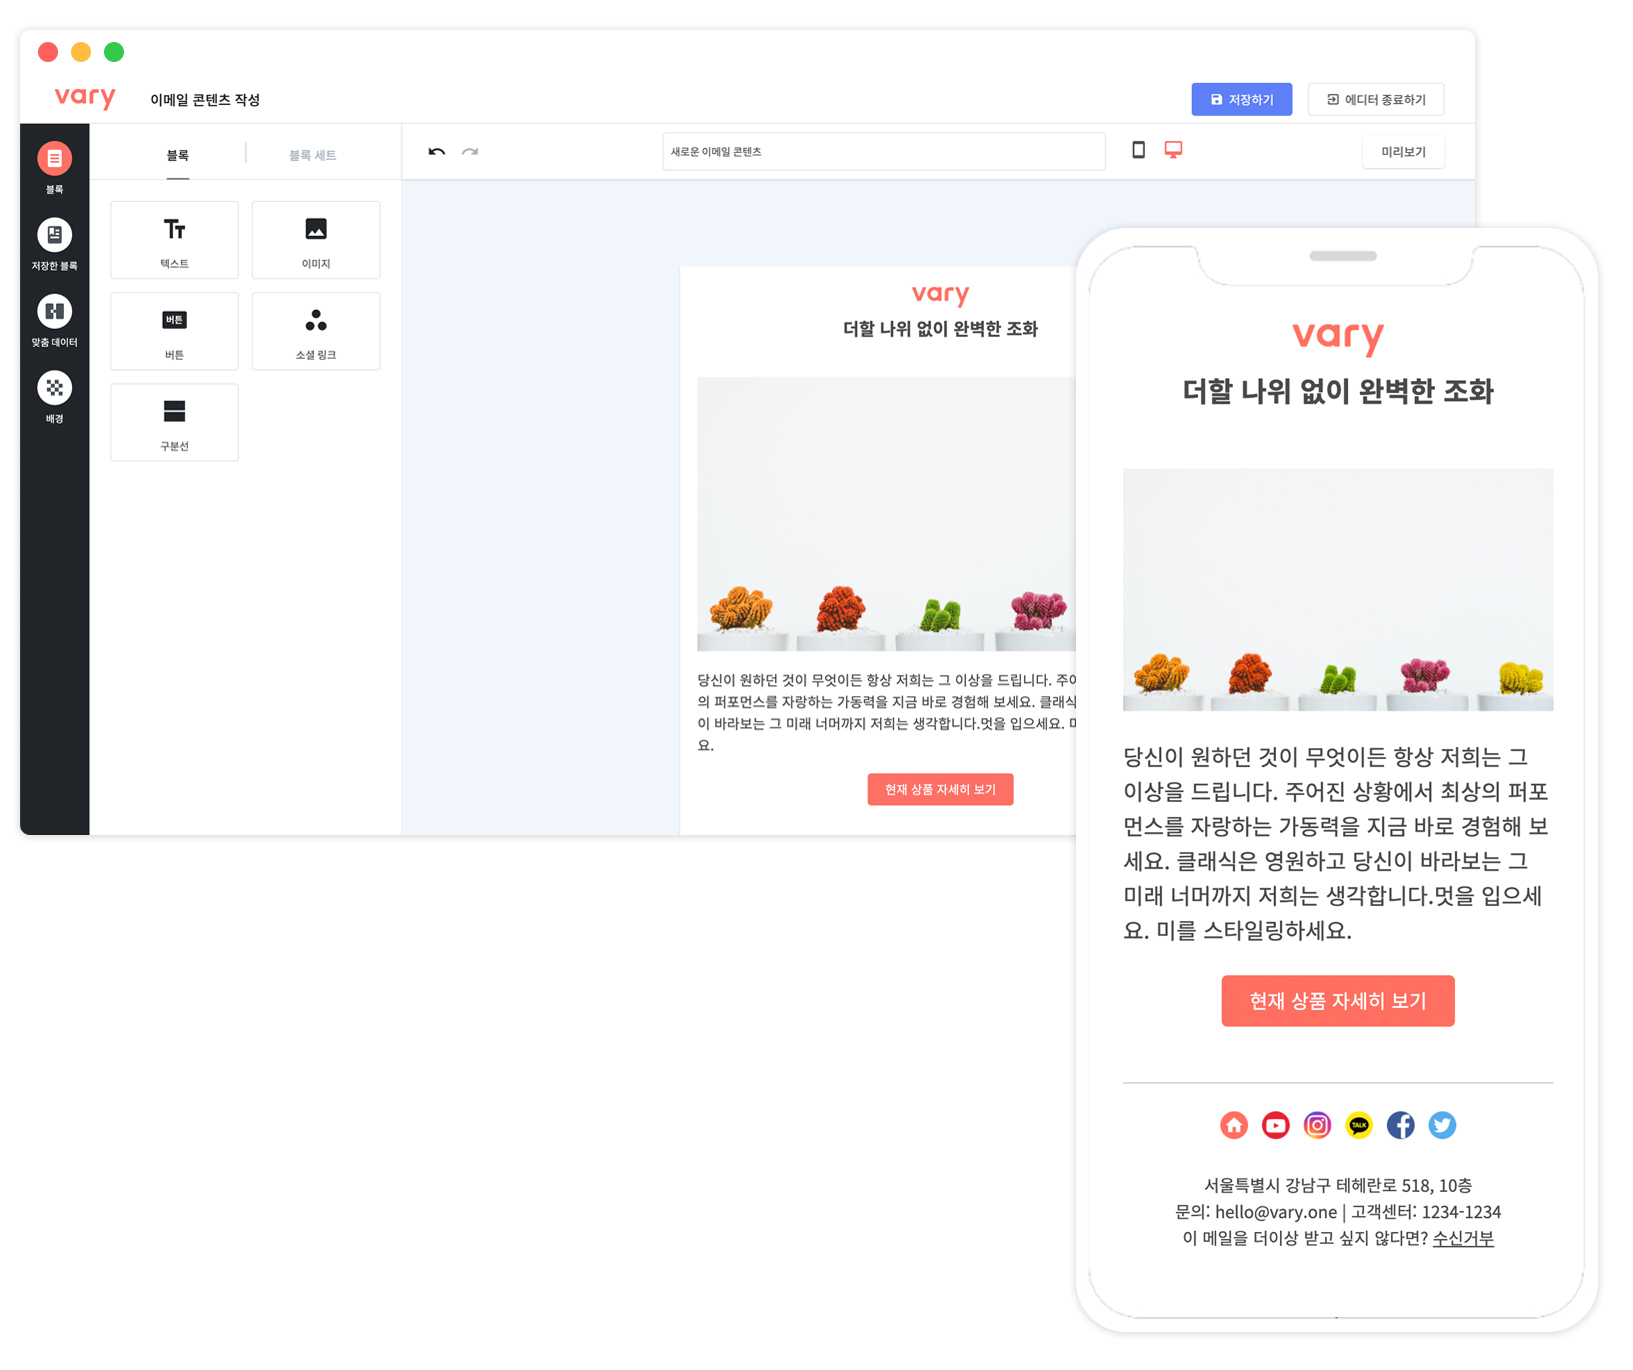 vary
이메일 콘텐츠 작성
저장하기
에디터 종료하기
블록
저장한 블록
맞춤 데이터
배경
블록
블록 세트
텍스트
이미지
버튼
버튼
소셜 링크
구분선
새로운 이메일 콘텐츠
미리보기
vary
더할 나위 없이 완벽한 조화
당신이 원하던 것이 무엇이든 항상 저희는 그 이상을 드립니다. 주어
의 퍼포먼스를 자랑하는 가동력을 지금 바로 경험해 보세요. 클래식
이 바라보는 그 미래 너머까지 저희는 생각합니다.멋을 입으세요. 미
요.
현재 상품 자세히 보기
vary
더할 나위 없이 완벽한 조화
당신이 원하던 것이 무엇이든 항상 저희는 그
이상을 드립니다. 주어진 상황에서 최상의 퍼포
먼스를 자랑하는 가동력을 지금 바로 경험해 보
세요. 클래식은 영원하고 당신이 바라보는 그
미래 너머까지 저희는 생각합니다.멋을 입으세
요. 미를 스타일링하세요.
현재 상품 자세히 보기
TALK
서울특별시 강남구 테헤란로 518, 10층
문의: hello@vary.one | 고객센터: 1234-1234
이 메일을 더이상 받고 싶지 않다면? 수신거부